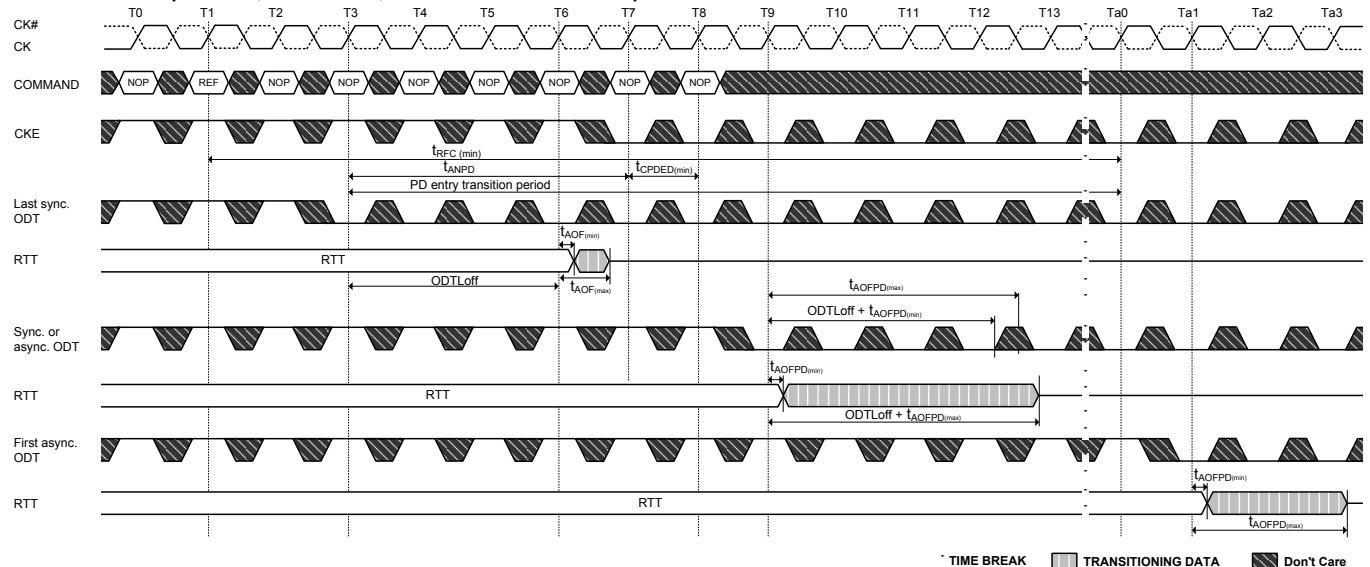 T0 T1 T2 T3 T4 T5 T6 T7 T8 T9 T10 T11 T12 T13 Ta0 Ta1 Ta2 Ta3
CK#
CK
COMMAND NOP REF NOP NOP NOP NOP NOP NOP NOP
CKE
tRFC (min)
tANPD tCPDED(min)
PD entry transition period
Last sync.
ODT
tAOF(min)
RTT RTT
ODTLoff tAOF(max)
tAOFPD(max)
ODTLoff + tAOFPD(min)
Sync. or
async. ODT
tAOFPD(min)
RTT RTT
ODTLoff + tAOFPD(max)
First async.
ODT
tAOFPD(min)
RTT RTT
tAOFPD(max)
TIME BREAK TRANSITIONING DATA Don't Care